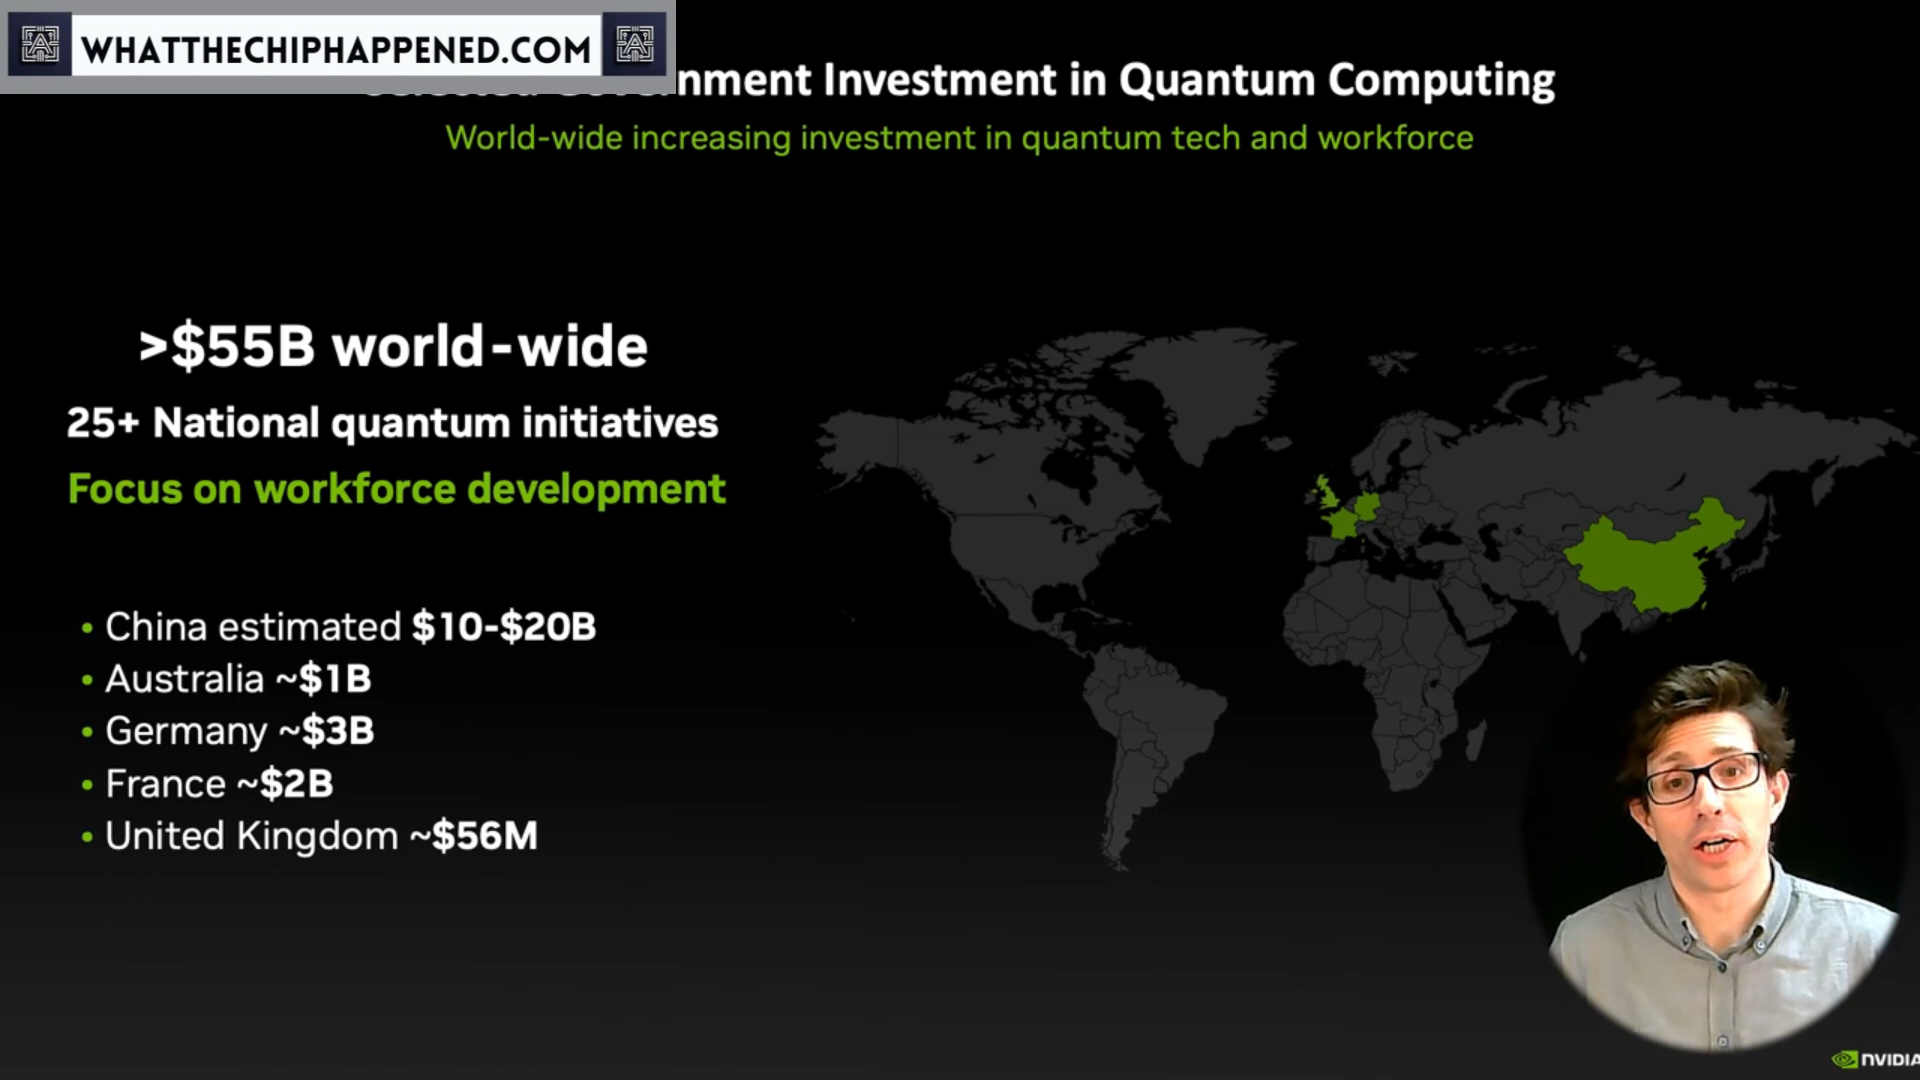 WHATTHECHIPHAPPENED.COM
nment Investment in Quantum Computing
World-wide increasing investment in quantum tech and workforce
>$55B world-wide
25+ National quantum initiatives
Focus on workforce development
• China estimated $10-$20B
• Australia ~$1B
• Germany ~$3B
• France ~$2B
• United Kingdom ~$56M
NVIDIA